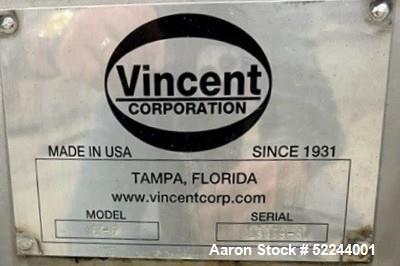 Vincent
CORPORATION
MADE IN USA SINCE 1931
TAMPA, FLORIDA
www.vincentcorp.com
MODEL SERIAL
Aaron Stock # 52244001